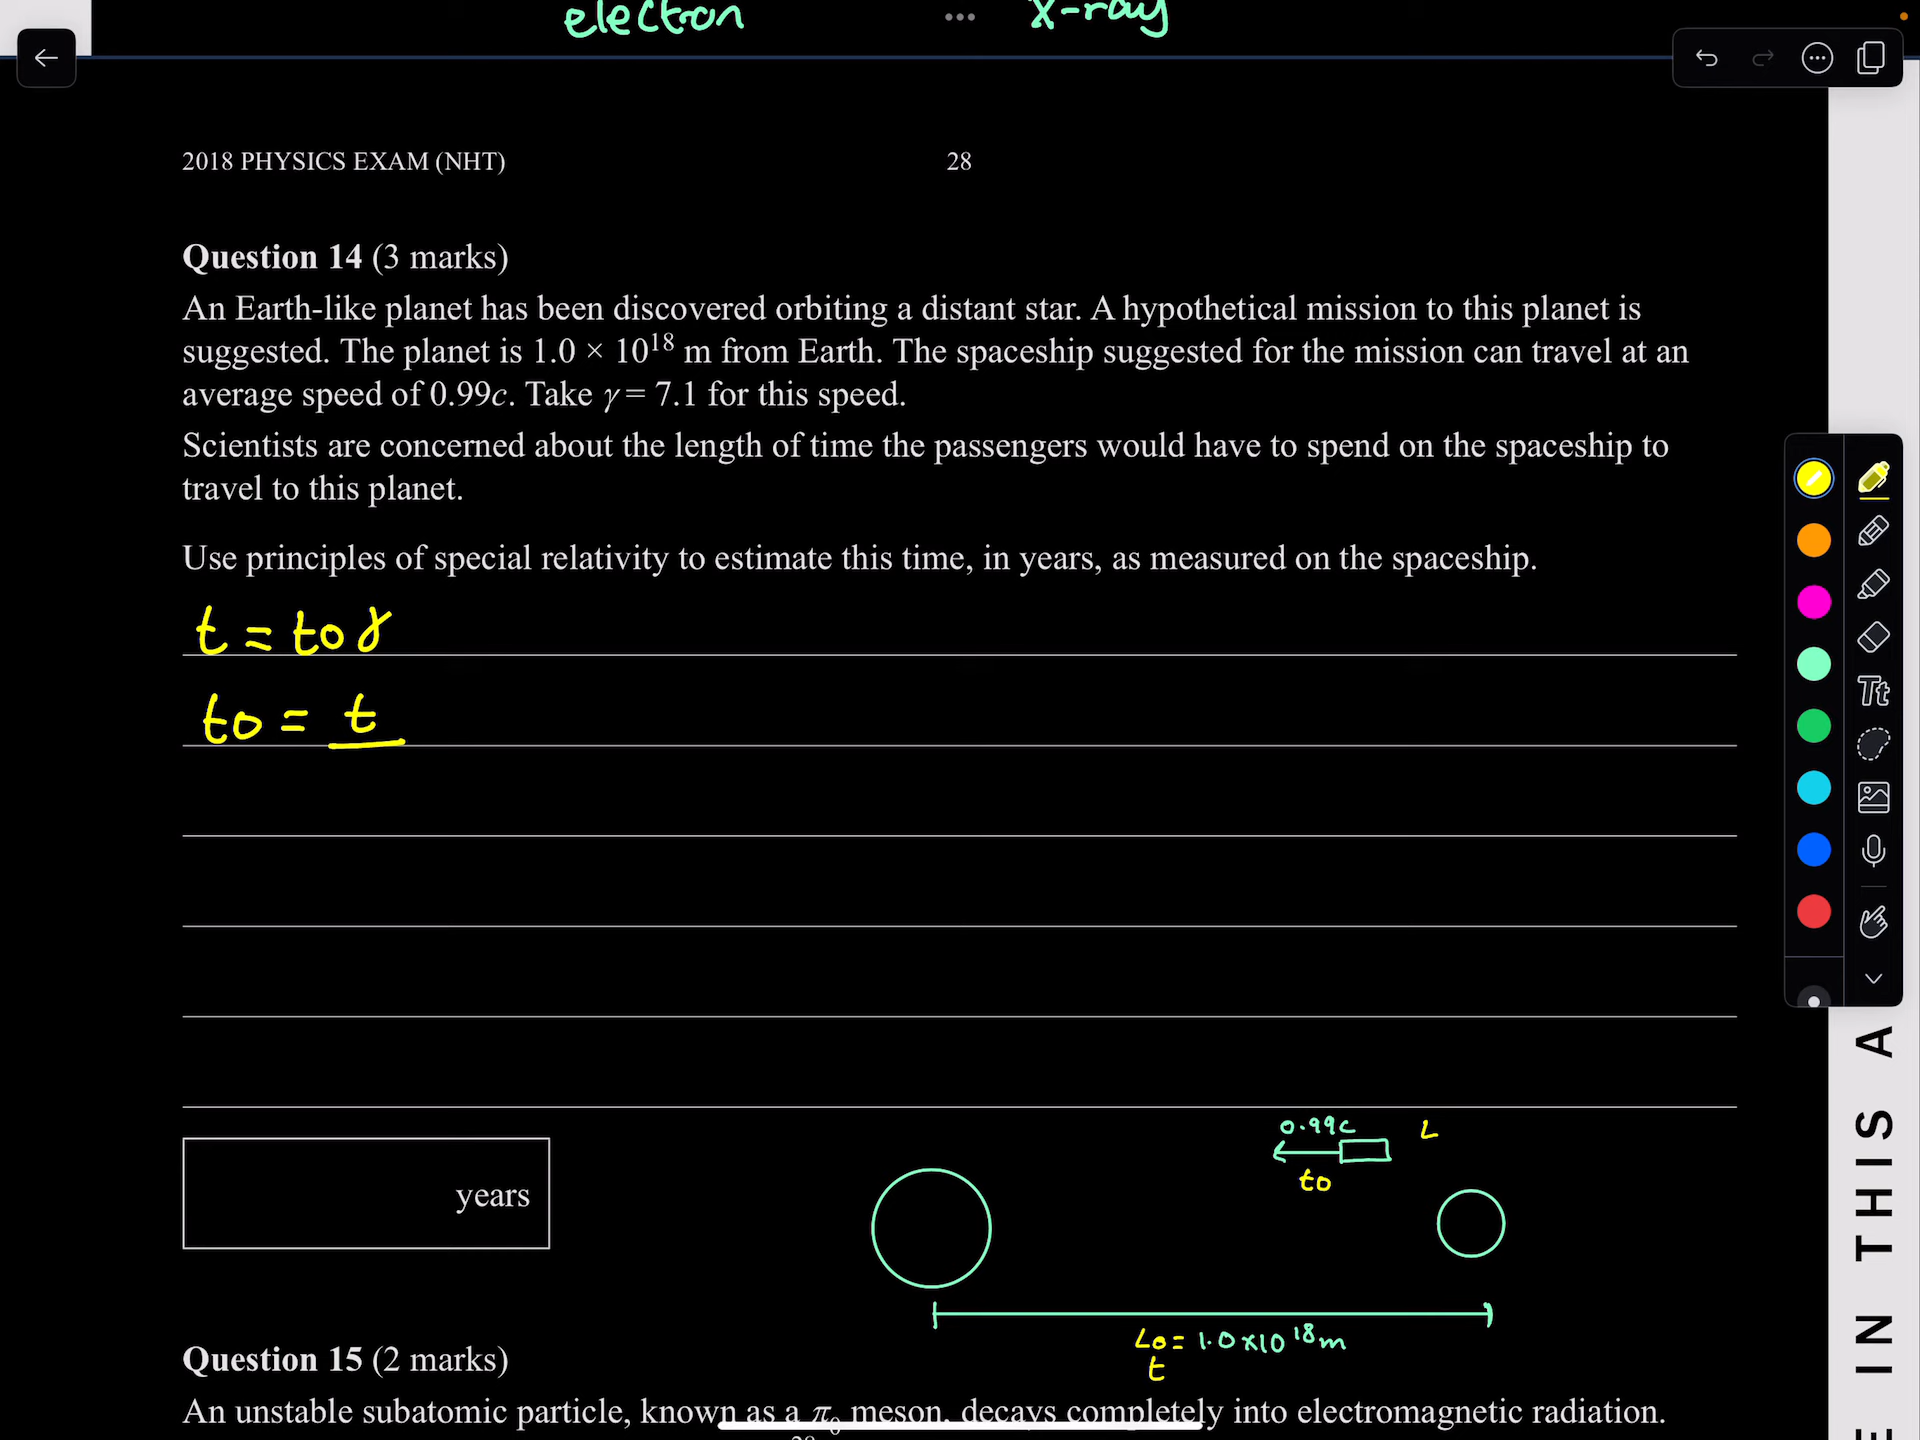 electron ... x-ray
2018 PHYSICS EXAM (NHT) 28
Question 14 (3 marks)
An Earth-like planet has been discovered orbiting a distant star. A hypothetical mission to this planet is
suggested. The planet is 1.0 × 10¹⁸ m from Earth. The spaceship suggested for the mission can travel at an
average speed of 0.99c. Take γ = 7.1 for this speed.
Scientists are concerned about the length of time the passengers would have to spend on the spaceship to
travel to this planet.
Use principles of special relativity to estimate this time, in years, as measured on the spaceship.
t = to γ
to = t
0.99c L
to
years
Lo = 1.0 ×10¹⁸m
t
Question 15 (2 marks)
An unstable subatomic particle, known as a π₀ meson, decays completely into electromagnetic radiation.
Tt
E IN THIS A